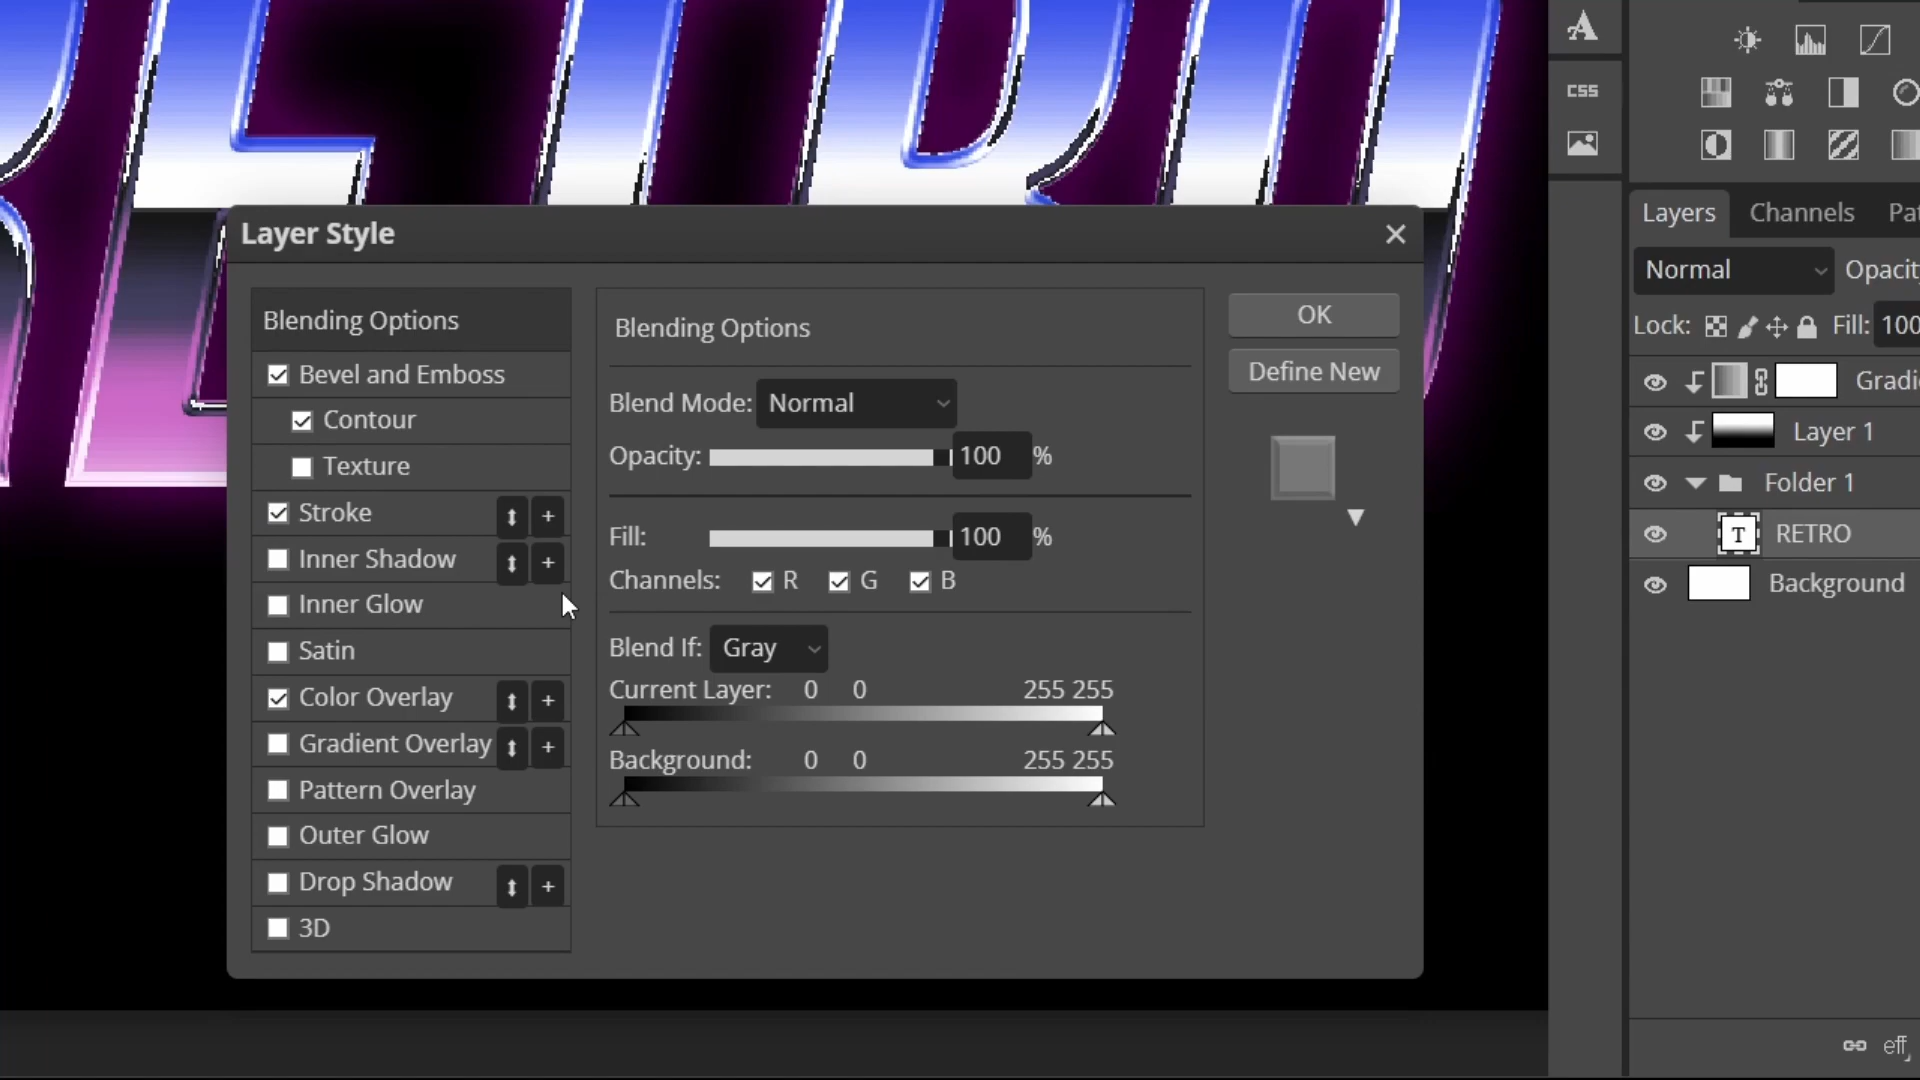 RETRO
A
CSS
Layers Channels
Normal
Lock: Fill: 100
Layer 1
Folder 1
T RETRO
Background
eff
Layer Style
Blending Options
Bevel and Emboss
Contour
Texture
Stroke +
Inner Shadow +
Inner Glow
Satin
Color Overlay +
Gradient Overlay +
Pattern Overlay
Outer Glow
Drop Shadow +
3D
Blending Options
Blend Mode: Normal
Opacity: 100 %
Fill: 100 %
Channels: R G B
Blend If: Gray
Current Layer: 0 0 255 255
Background: 0 0 255 255
OK
Define New